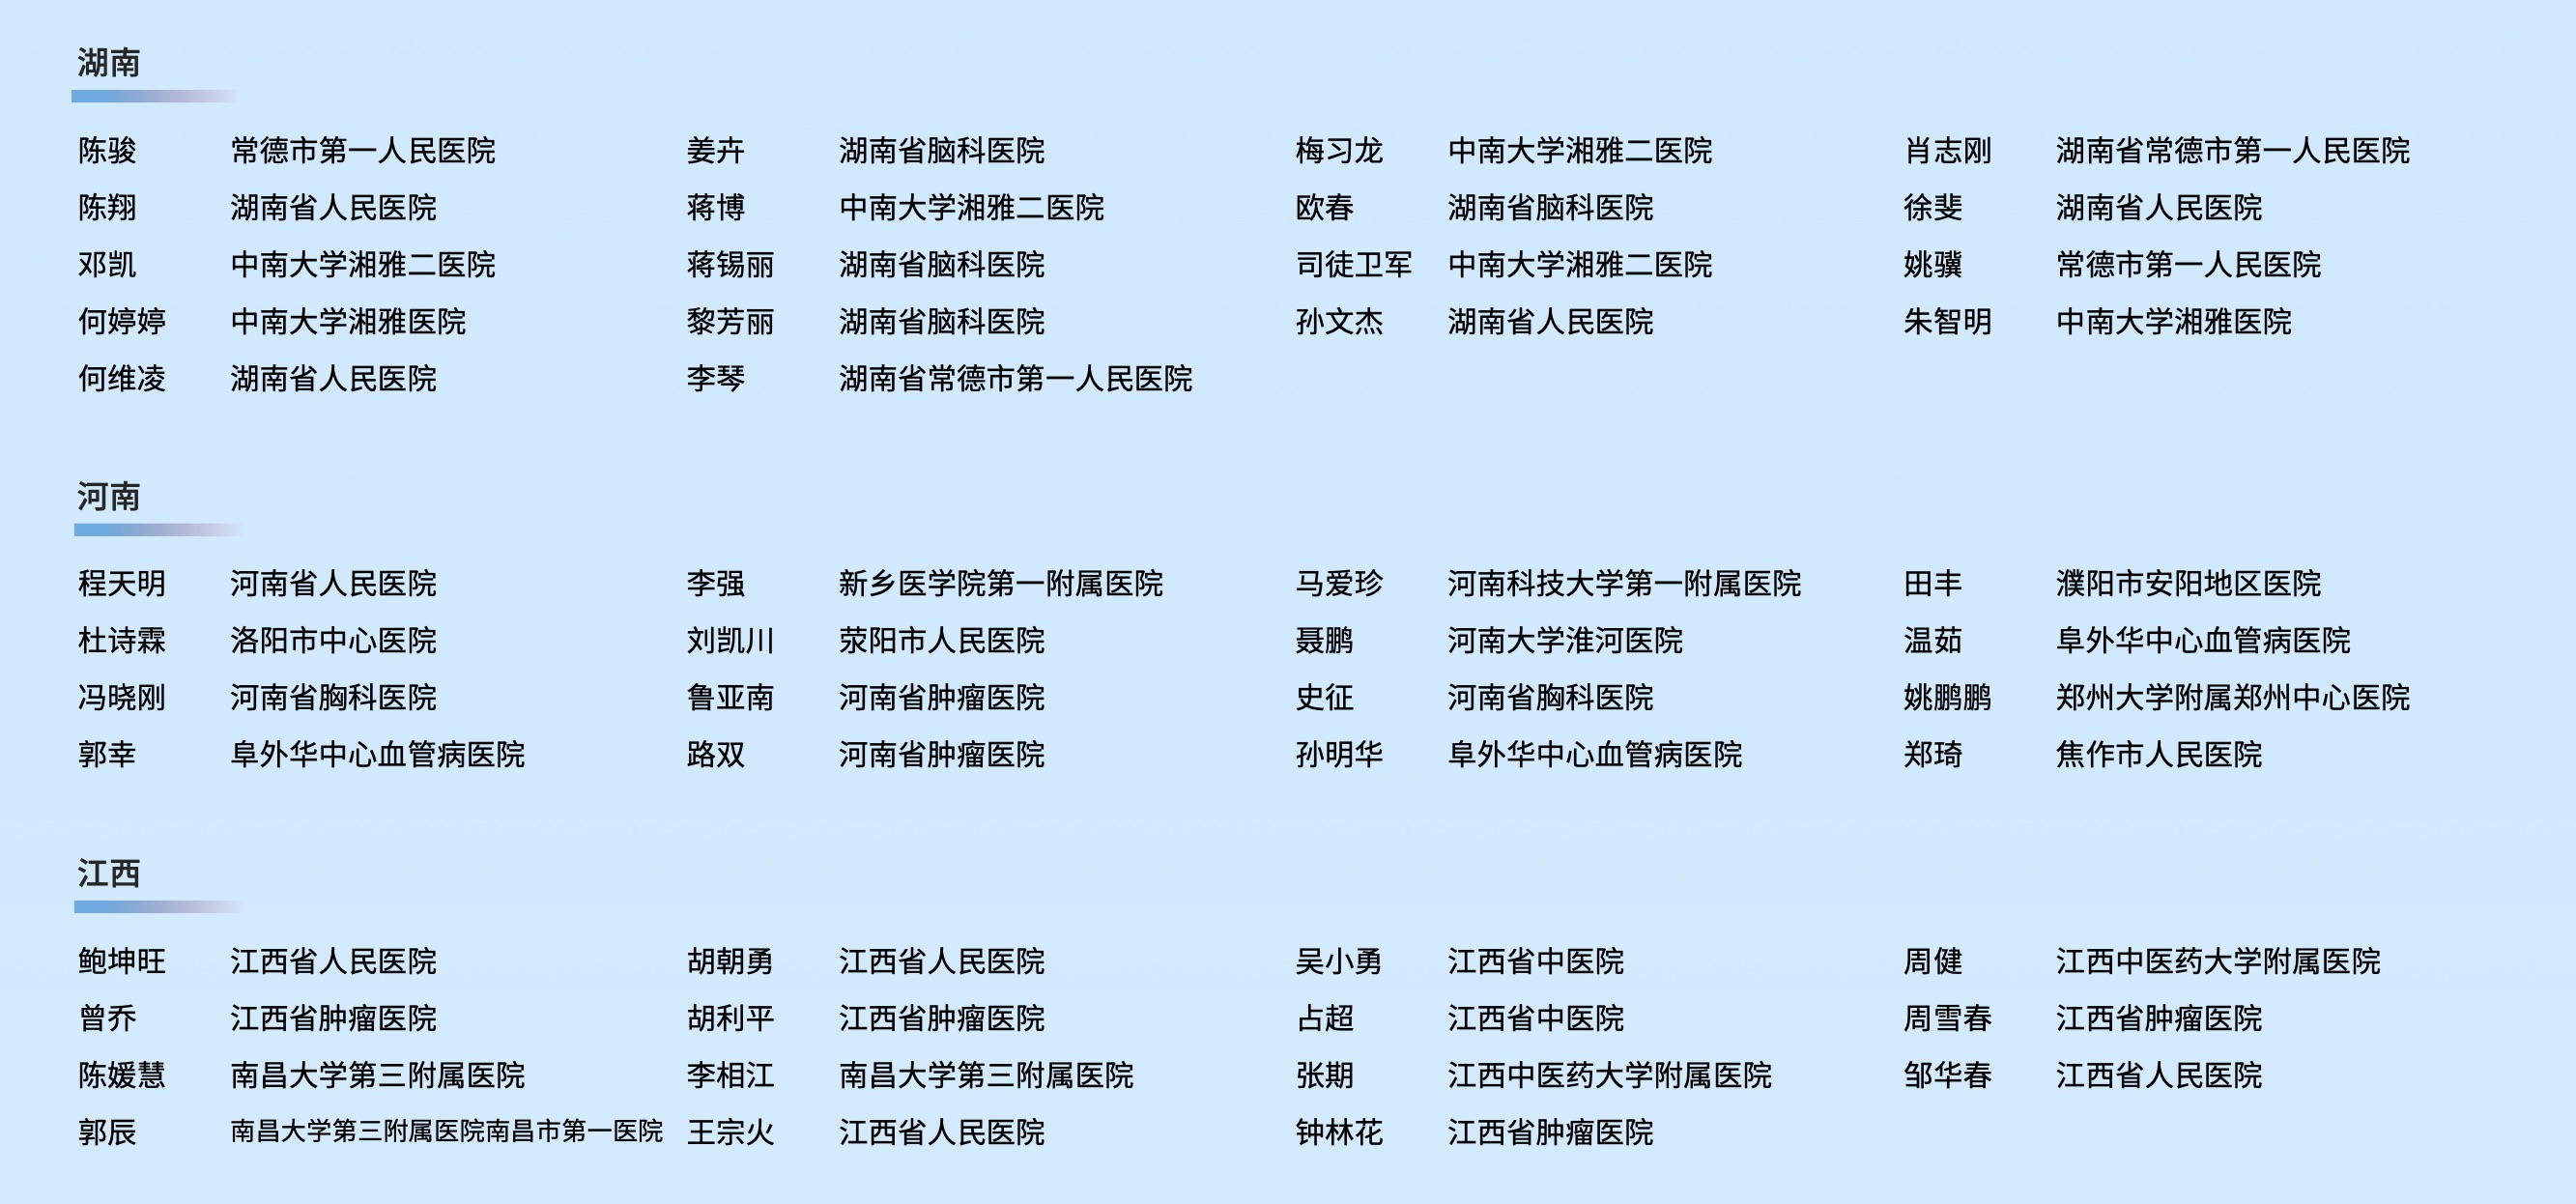 湖南
陈骏 常德市第一人民医院 姜卉 湖南省脑科医院 梅习龙 中南大学湘雅二医院 肖志刚 湖南省常德市第一人民医院
陈翔 湖南省人民医院 蒋博 中南大学湘雅二医院 欧春 湖南省脑科医院 徐斐 湖南省人民医院
邓凯 中南大学湘雅二医院 蒋锡丽 湖南省脑科医院 司徒卫军 中南大学湘雅二医院 姚骥 常德市第一人民医院
何婷婷 中南大学湘雅医院 黎芳丽 湖南省脑科医院 孙文杰 湖南省人民医院 朱智明 中南大学湘雅医院
何维凌 湖南省人民医院 李琴 湖南省常德市第一人民医院
河南
程天明 河南省人民医院 李强 新乡医学院第一附属医院 马爱珍 河南科技大学第一附属医院 田丰 濮阳市安阳地区医院
杜诗霖 洛阳市中心医院 刘凯川 荥阳市人民医院 聂鹏 河南大学淮河医院 温茹 阜外华中心血管病医院
冯晓刚 河南省胸科医院 鲁亚南 河南省肿瘤医院 史征 河南省胸科医院 姚鹏鹏 郑州大学附属郑州中心医院
郭幸 阜外华中心血管病医院 路双 河南省肿瘤医院 孙明华 阜外华中心血管病医院 郑琦 焦作市人民医院
江西
鲍坤旺 江西省人民医院 胡朝勇 江西省人民医院 吴小勇 江西省中医院 周健 江西中医药大学附属医院
曾乔 江西省肿瘤医院 胡利平 江西省肿瘤医院 占超 江西省中医院 周雪春 江西省肿瘤医院
陈媛慧 南昌大学第三附属医院 李相江 南昌大学第三附属医院 张期 江西中医药大学附属医院 邹华春 江西省人民医院
郭辰 南昌大学第三附属医院南昌市第一医院 王宗火 江西省人民医院 钟林花 江西省肿瘤医院